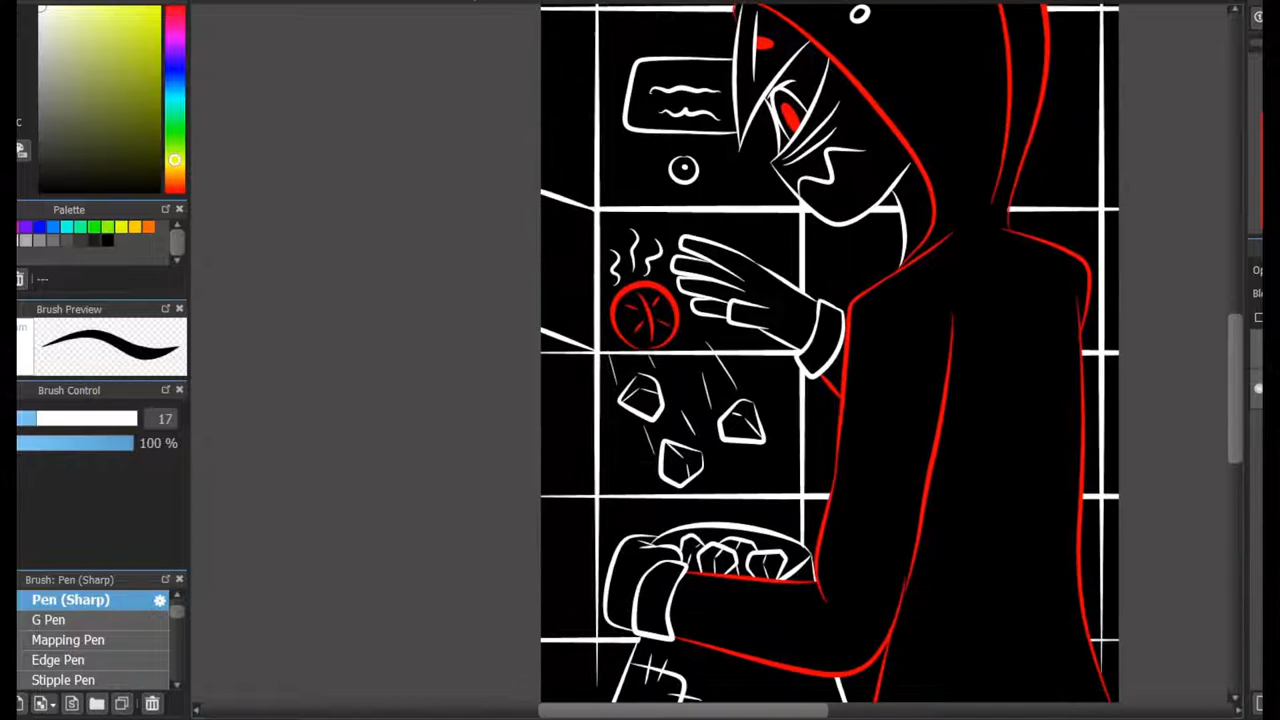 Palette
---
Brush Preview
Brush Control
17
100 %
Brush: Pen (Sharp)
Pen (Sharp)
G Pen
Mapping Pen
Edge Pen
Stipple Pen